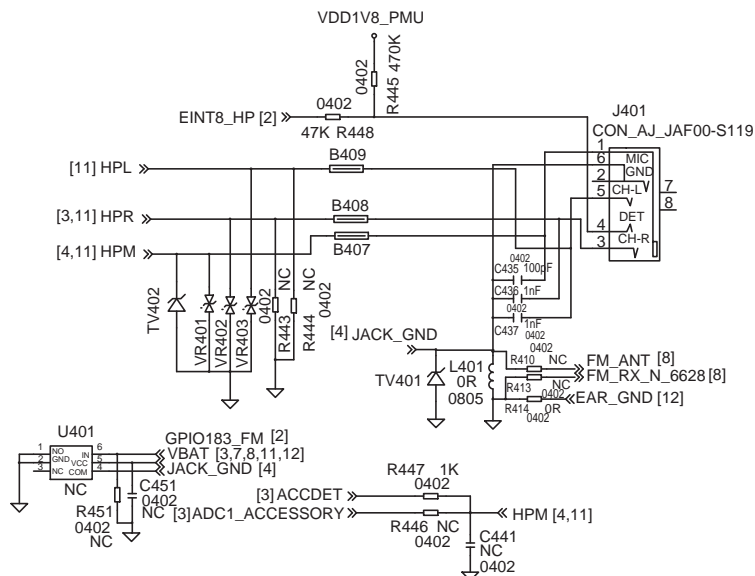 VDD1V8_PMU
0402
R445 470K
EINT8_HP [2]
0402
47K R448
J401
CON_AJ_JAF00-S119
1
6
2
5
4
3
MIC
GND
CH-L
DET
CH-R
7
8
[11] HPL
B409
[3,11] HPR
B408
[4,11] HPM
B407
TV402
VR401
VR402
VR403
0402
R443 NC
R444 NC
0402
0402
C435 100pF
0402
C436 1nF
0402
C437 1nF
0402
[4] JACK_GND
TV401
L401
0R
0805
0402
R410 NC
0402
R413 NC
0402
R414 0R
0402
FM_ANT [8]
FM_RX_N_6628 [8]
EAR_GND [12]
U401
1 NO IN 6
2 GND VCC 5
3 NC COM 4
NC
GPIO183_FM [2]
VBAT [3,7,8,11,12]
JACK_GND [4]
R451
0402
NC
C451
0402
NC
[3] ACCDET
R447 1K
0402
[3]ADC1_ACCESSORY
R446 NC
0402
HPM [4,11]
C441
NC
0402